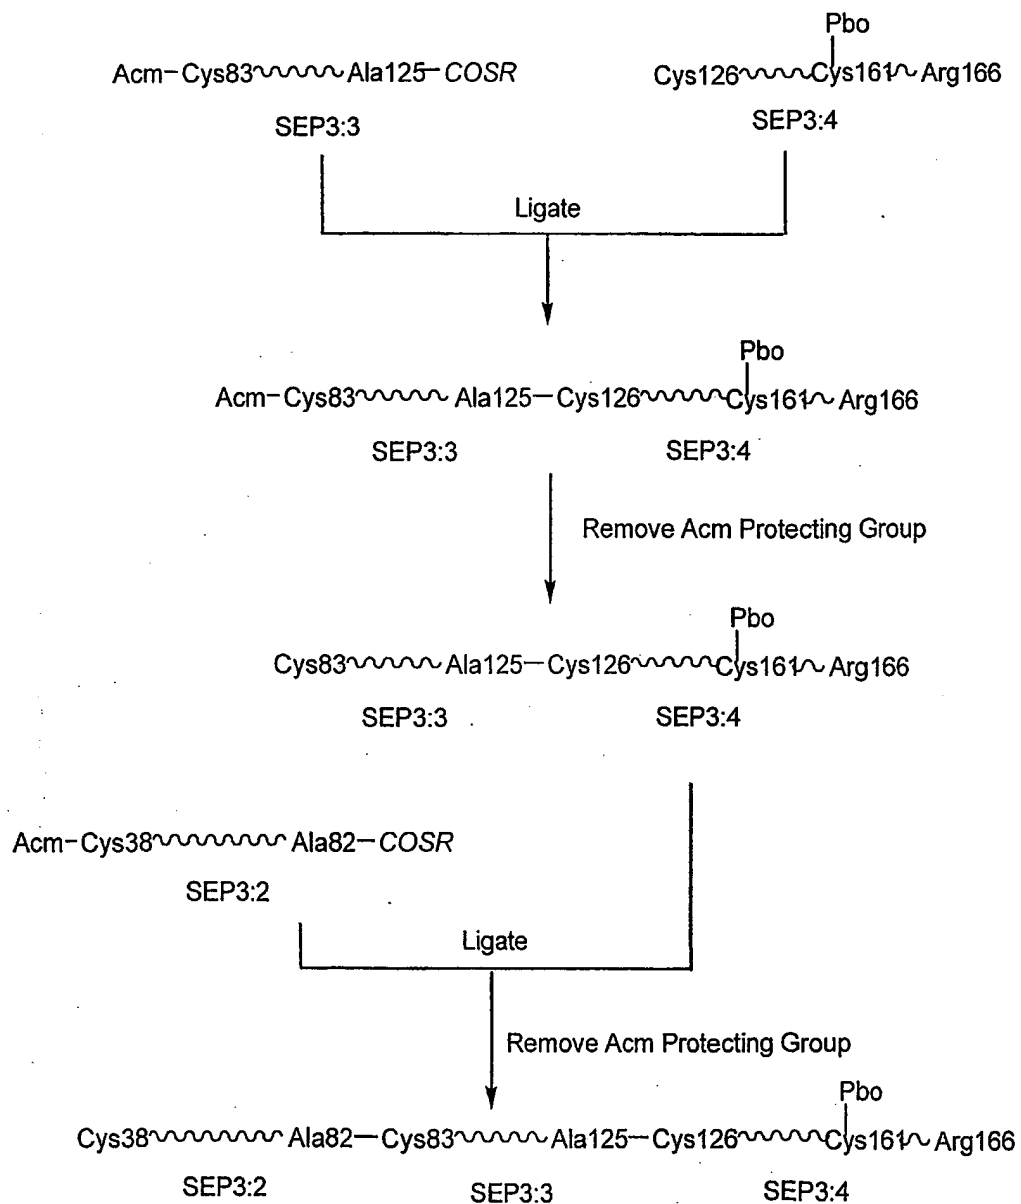 Pbo
Acm-Cys83 Ala125-COSR Cys126 Cys161 Arg166
SEP3:3 SEP3:4
Ligate
Pbo
Acm-Cys83 Ala125-Cys126 Cys161 Arg166
SEP3:3 SEP3:4
Remove Acm Protecting Group
Pbo
Cys83 Ala125-Cys126 Cys161 Arg166
SEP3:3 SEP3:4
Acm-Cys38 Ala82-COSR
SEP3:2
Ligate
Remove Acm Protecting Group
Pbo
Cys38 Ala82-Cys83 Ala125-Cys126 Cys161 Arg166
SEP3:2 SEP3:3 SEP3:4